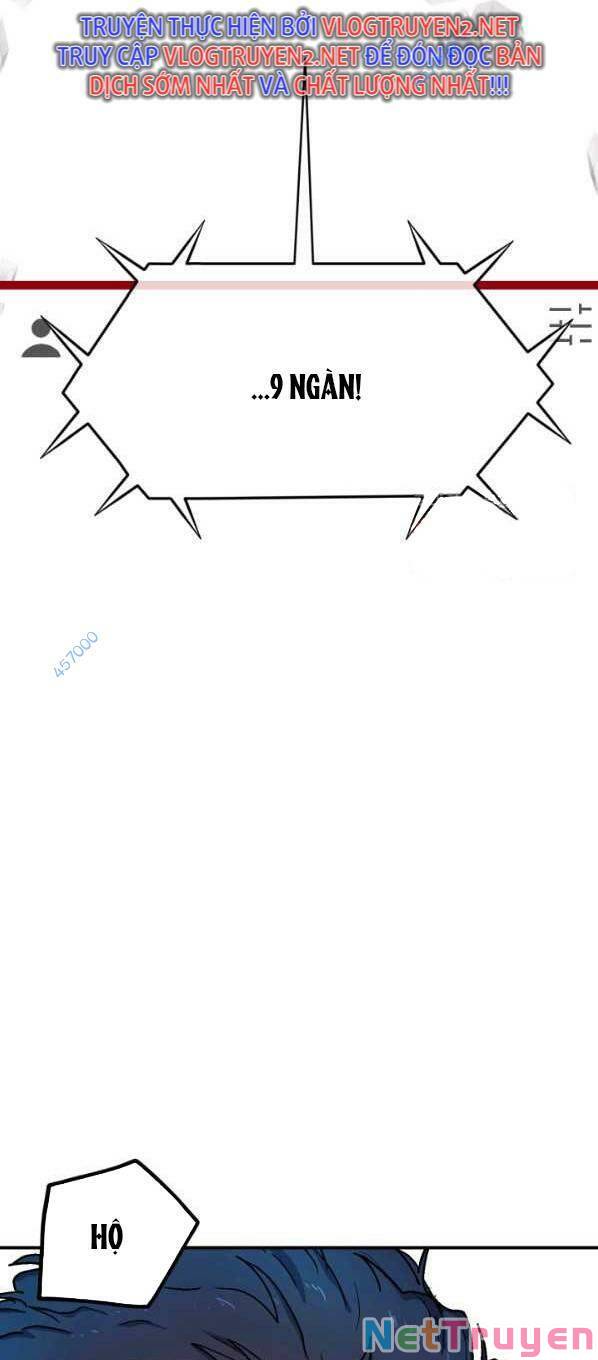 TRUYỆN THỰC HIỆN BỞI VLOGTRUYEN2.NET
TRUY CẬP VLOGTRUYEN2.NET ĐỂ ĐÓN ĐỌC BẢN
DỊCH SỚM NHẤT VÀ CHẤT LƯỢNG NHẤT!!!
...9 NGÀN!
457000
HỘ
NetTruyen